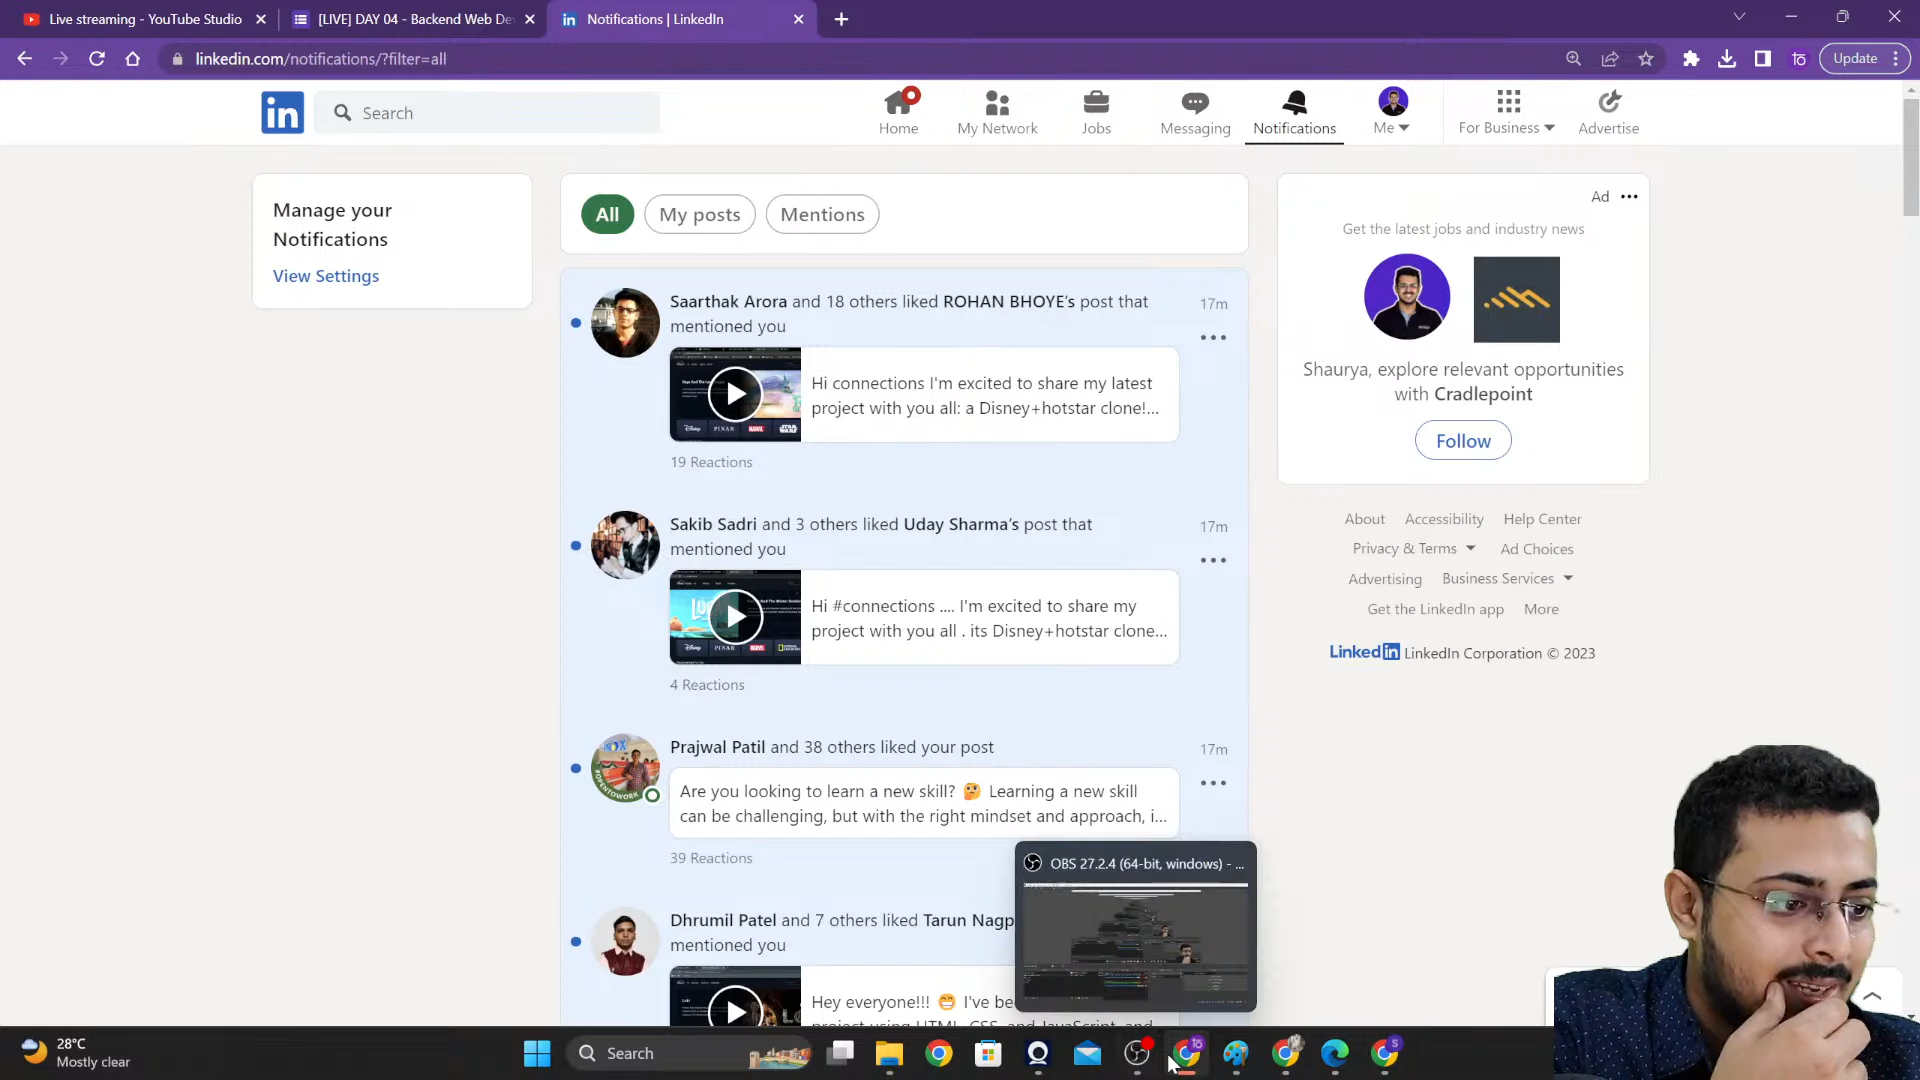 Live streaming - YouTube Studio
[LIVE] DAY 04 - Backend Web De
Notifications | LinkedIn
linkedin.com/notifications/?filter=all
Update
in
Search
Home
My Network
Jobs
Messaging
Notifications
Me
For Business
Advertise
Manage your
Notifications
View Settings
All
My posts
Mentions
Saarthak Arora and 18 others liked ROHAN BHOYE's post that
mentioned you
17m
Hi connections I'm excited to share my latest
project with you all: a Disney+hotstar clone!...
19 Reactions
Sakib Sadri and 3 others liked Uday Sharma's post that
mentioned you
17m
Hi #connections .... I'm excited to share my
project with you all . its Disney+hotstar clone...
4 Reactions
Prajwal Patil and 38 others liked your post
17m
Are you looking to learn a new skill? 🤔 Learning a new skill
can be challenging, but with the right mindset and approach, i...
39 Reactions
Dhrumil Patel and 7 others liked Tarun Nagp
mentioned you
Hey everyone!!! 😁 I've be
project using HTML, CSS, and JavaScript, and
Ad
Get the latest jobs and industry news
Shaurya, explore relevant opportunities
with Cradlepoint
Follow
About Accessibility Help Center
Privacy & Terms Ad Choices
Advertising Business Services
Get the LinkedIn app More
LinkedIn LinkedIn Corporation © 2023
OBS 27.2.4 (64-bit, windows) - ...
28°C
Mostly clear
Search